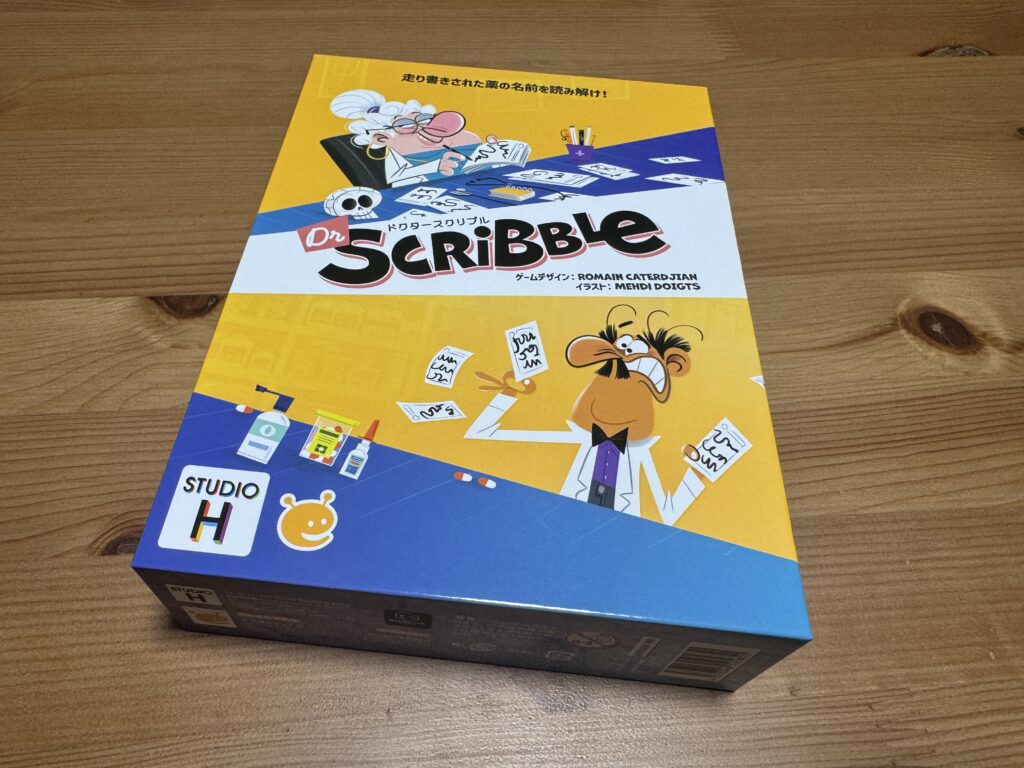 走り書きされた薬の名前を読み解け!
ドクタースクリブル
Dr
SCRiBBLe
ゲームデザイン: ROMAIN CATERDJIAN
イラスト: MEHDI DOIGTS
STUDIO
H
STUDIO
H